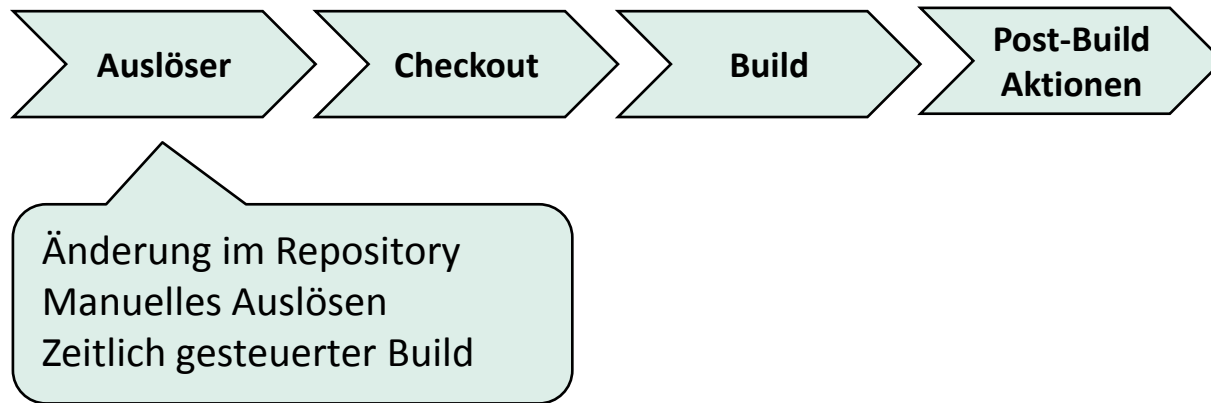 Auslöser
Checkout
Build
Post-Build
Aktionen
Änderung im Repository
Manuelles Auslösen
Zeitlich gesteuerter Build